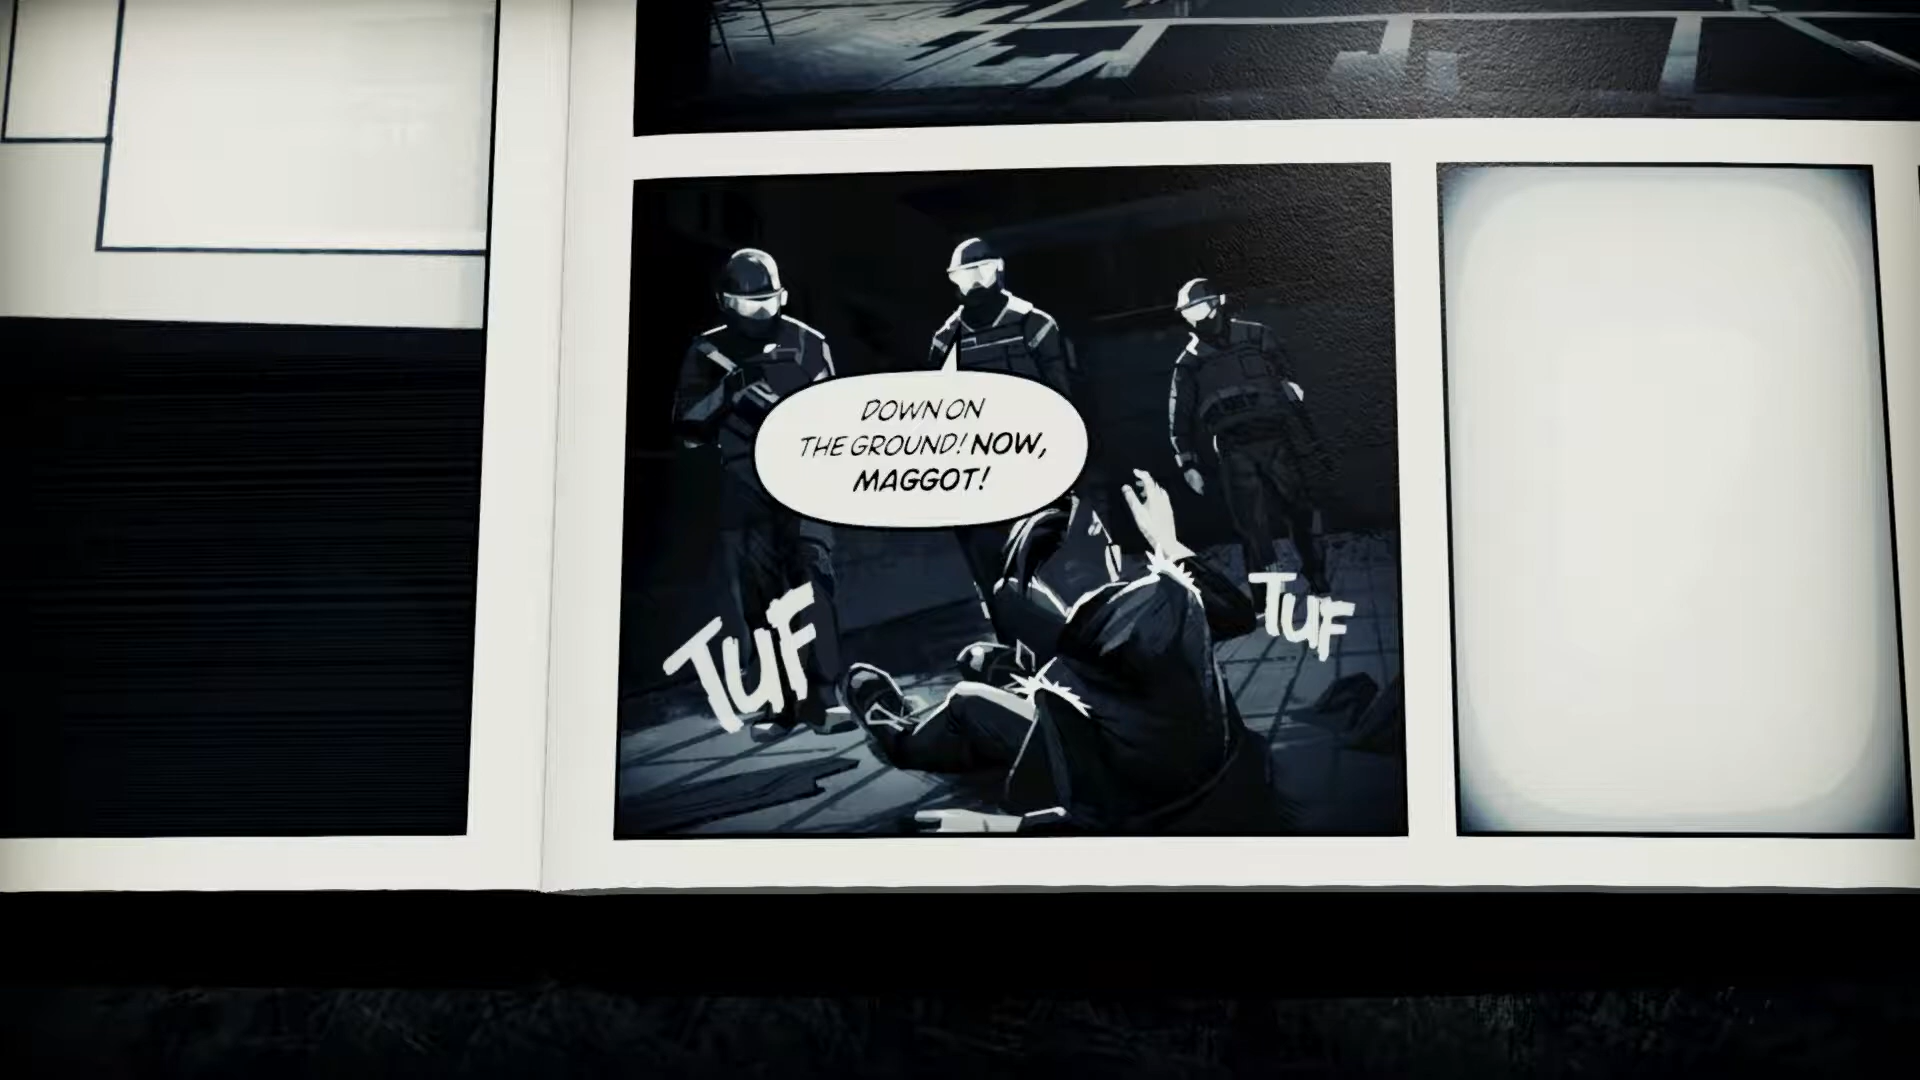 DOWN ON
THE GROUND! NOW,
MAGGOT!
TUF
TUF